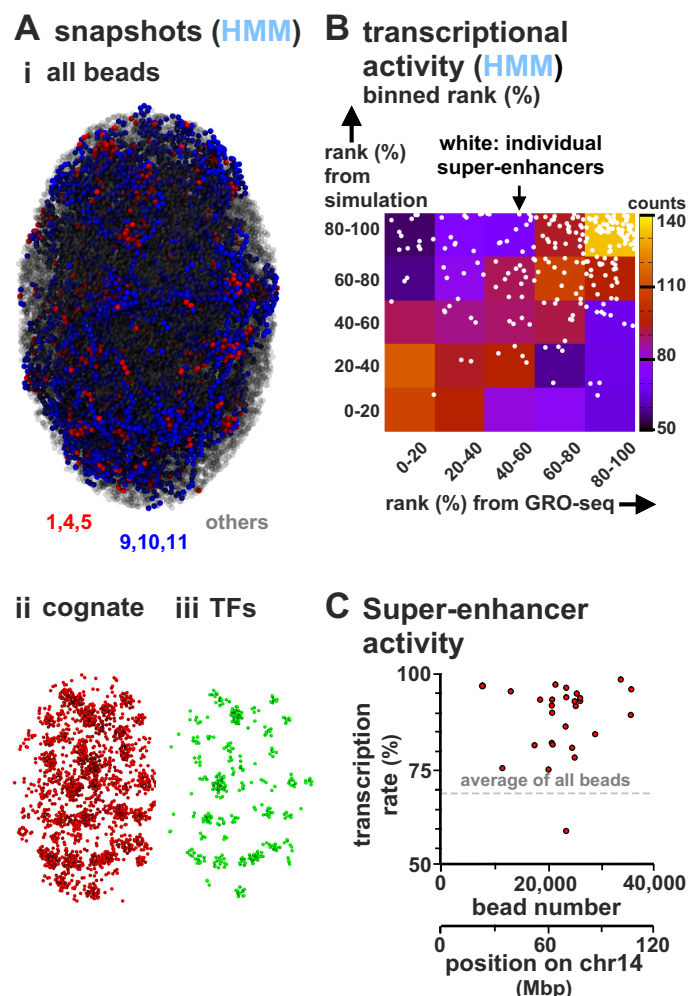 A snapshots (HMM)
i all beads
1,4,5
9,10,11
others
B transcriptional
activity (HMM)
binned rank (%)
rank (%)
from
simulation
white: individual
super-enhancers
counts
80-100
60-80
40-60
20-40
0-20
140
110
80
50
0-20
20-40
40-60
60-80
80-100
rank (%) from GRO-seq
ii cognate
iii TFs
C Super-enhancer
activity
transcription
rate (%)
100
75
50
average of all beads
0
20,000
40,000
bead number
0
60
120
position on chr14
(Mbp)